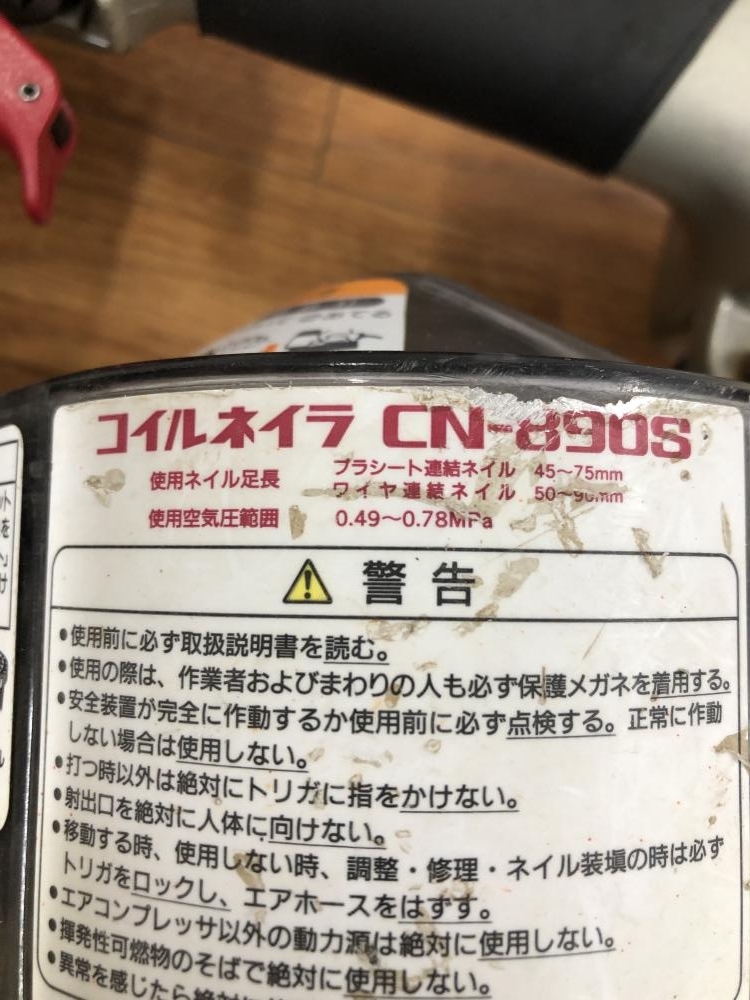 コイルネイラ CN-890S
使用ネイル足長 プラシート連結ネイル 45〜75mm
ワイヤ連結ネイル 50〜90mm
使用空気圧範囲 0.49〜0.78MPa
警告
•使用前に必ず取扱説明書を読む。
•使用の際は、作業者およびまわりの人も必ず保護メガネを着用する。
•安全装置が完全に作動するか使用前に必ず点検する。正常に作動
しない場合は使用しない。
•打つ時以外は絶対にトリガに指をかけない。
•射出口を絶対に人体に向けない。
•移動する時、使用しない時、調整・修理・ネイル装填の時は必ず
トリガをロックし、エアホースをはずす。
•エアコンプレッサ以外の動力源は絶対に使用しない。
•揮発性可燃物のそばで絶対に使用しない。
•異常を感じたら絶対に